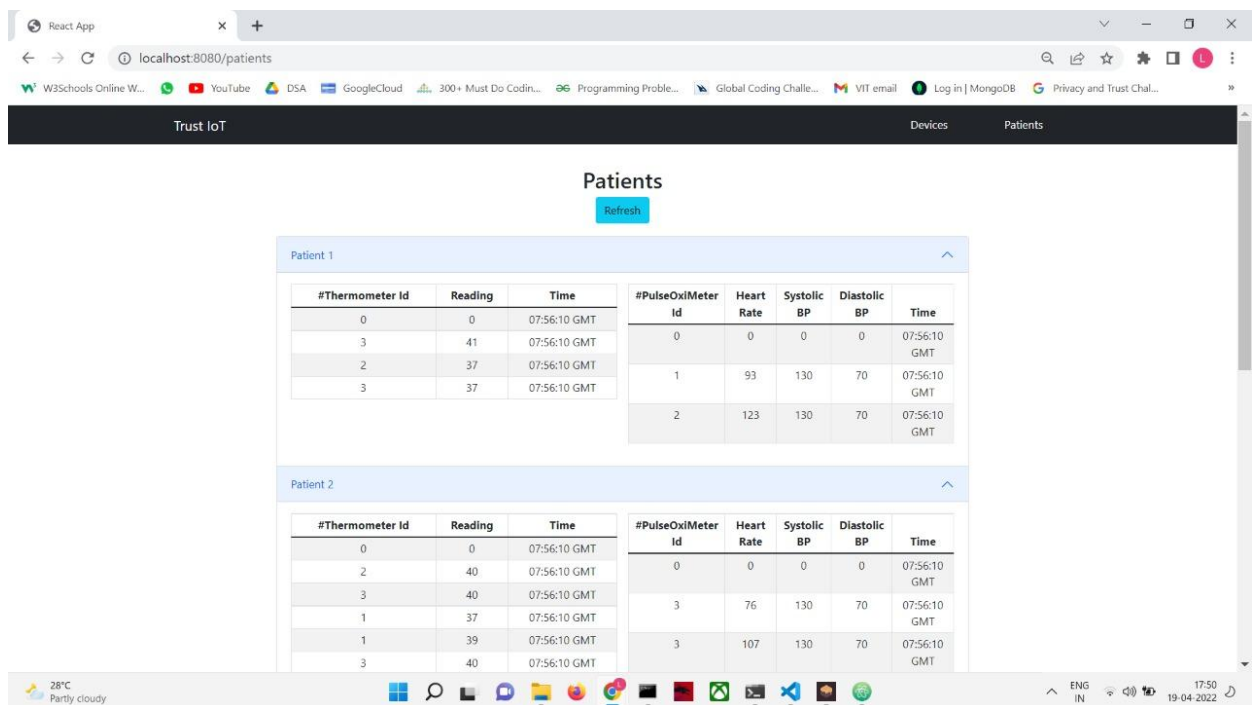 React App
localhost:8080/patients
L
W3Schools Online W... YouTube DSA GoogleCloud 300+ Must Do Codin... Programming Proble... Global Coding Challe... VIT email Log in | MongoDB Privacy and Trust Chal... »
Trust IoT Devices Patients
Patients
Refresh
Patient 1
#Thermometer Id Reading Time
0 0 07:56:10 GMT
3 41 07:56:10 GMT
2 37 07:56:10 GMT
3 37 07:56:10 GMT
#PulseOxiMeter Heart Systolic Diastolic
Id Rate BP BP Time
0 0 0 0 07:56:10
GMT
1 93 130 70 07:56:10
GMT
2 123 130 70 07:56:10
GMT
Patient 2
#Thermometer Id Reading Time
0 0 07:56:10 GMT
2 40 07:56:10 GMT
3 40 07:56:10 GMT
1 37 07:56:10 GMT
1 39 07:56:10 GMT
3 40 07:56:10 GMT
#PulseOxiMeter Heart Systolic Diastolic
Id Rate BP BP Time
0 0 0 0 07:56:10
GMT
3 76 130 70 07:56:10
GMT
3 107 130 70 07:56:10
GMT
28°C
Partly cloudy
ENG
IN
17:50
19-04-2022